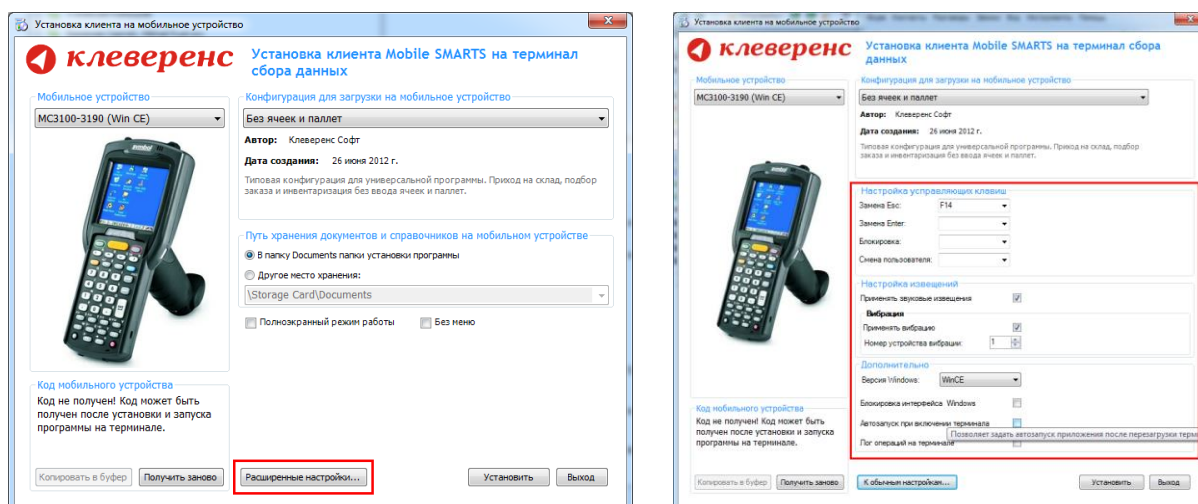 Установка клиента на мобильное устройство
клеверенс
Установка клиента Mobile SMARTS на терминал
сбора данных
Мобильное устройство
MC3100-3190 (Win CE)
Конфигурация для загрузки на мобильное устройство
Без ячеек и паллет
Автор: Клеверенс Софт
Дата создания: 26 июня 2012 г.
Типовая конфигурация для универсальной программы. Приход на склад, подбор
заказа и инвентаризация без ввода ячеек и паллет.
Путь хранения документов и справочников на мобильном устройстве
В папку Documents папки установки программы
Другое место хранения:
\Storage Card\Documents
Полноэкранный режим работы
Без меню
Код мобильного устройства
Код не получен! Код может быть
получен после установки и запуска
программы на терминале.
Копировать в буфер
Получить заново
Расширенные настройки...
Установить
Выход
Установка клиента на мобильное устройство
клеверенс
Установка клиента Mobile SMARTS на терминал сбора
данных
Мобильное устройство
MC3100-3190 (Win CE)
Конфигурация для загрузки на мобильное устройство
Без ячеек и паллет
Автор: Клеверенс Софт
Дата создания: 26 июня 2012 г.
Типовая конфигурация для универсальной программы. Приход на склад, подбор
заказа и инвентаризация без ввода ячеек и паллет.
Настройка управляющих клавиш
Замена Esc: F14
Замена Enter:
Блокировка:
Смена пользователя:
Настройка извещений
Применять звуковые извещения
Вибрация
Применять вибрацию
Номер устройства вибрации: 1
Дополнительно
Версия Windows: WinCE
Блокировка интерфейса Windows
Автозапуск при включении терминала
Позволяет задать автозапуск приложения после перезагрузки
Лог операций на терминале
Код мобильного устройства
Код не получен! Код может быть
получен после установки и запуска
программы на терминале.
Копировать в буфер
Получить заново
К обычным настройкам...
Установить
Выход